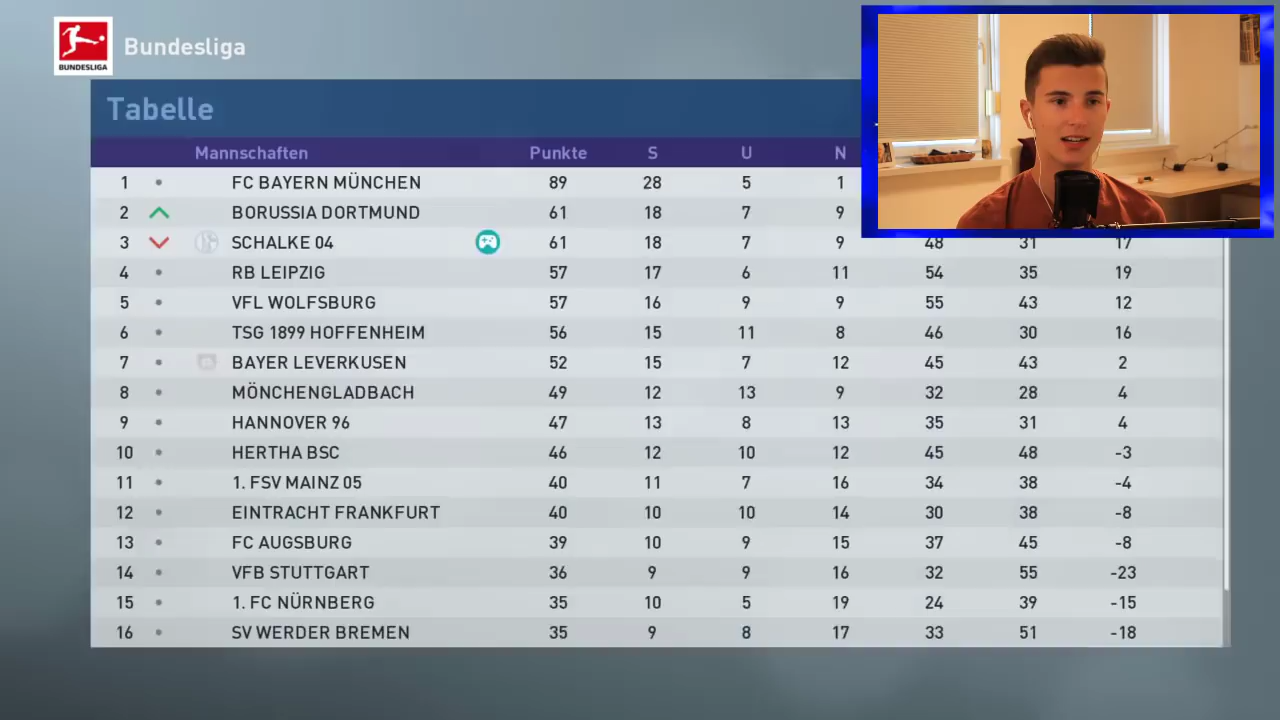 BUNDESLIGA
Bundesliga
Tabelle
Mannschaften Punkte S U N
1 FC BAYERN MÜNCHEN 89 28 5 1
2 BORUSSIA DORTMUND 61 18 7 9
3 SCHALKE 04 61 18 7 9 48 31 17
4 RB LEIPZIG 57 17 6 11 54 35 19
5 VFL WOLFSBURG 57 16 9 9 55 43 12
6 TSG 1899 HOFFENHEIM 56 15 11 8 46 30 16
7 BAYER LEVERKUSEN 52 15 7 12 45 43 2
8 MÖNCHENGLADBACH 49 12 13 9 32 28 4
9 HANNOVER 96 47 13 8 13 35 31 4
10 HERTHA BSC 46 12 10 12 45 48 -3
11 1. FSV MAINZ 05 40 11 7 16 34 38 -4
12 EINTRACHT FRANKFURT 40 10 10 14 30 38 -8
13 FC AUGSBURG 39 10 9 15 37 45 -8
14 VFB STUTTGART 36 9 9 16 32 55 -23
15 1. FC NÜRNBERG 35 10 5 19 24 39 -15
16 SV WERDER BREMEN 35 9 8 17 33 51 -18